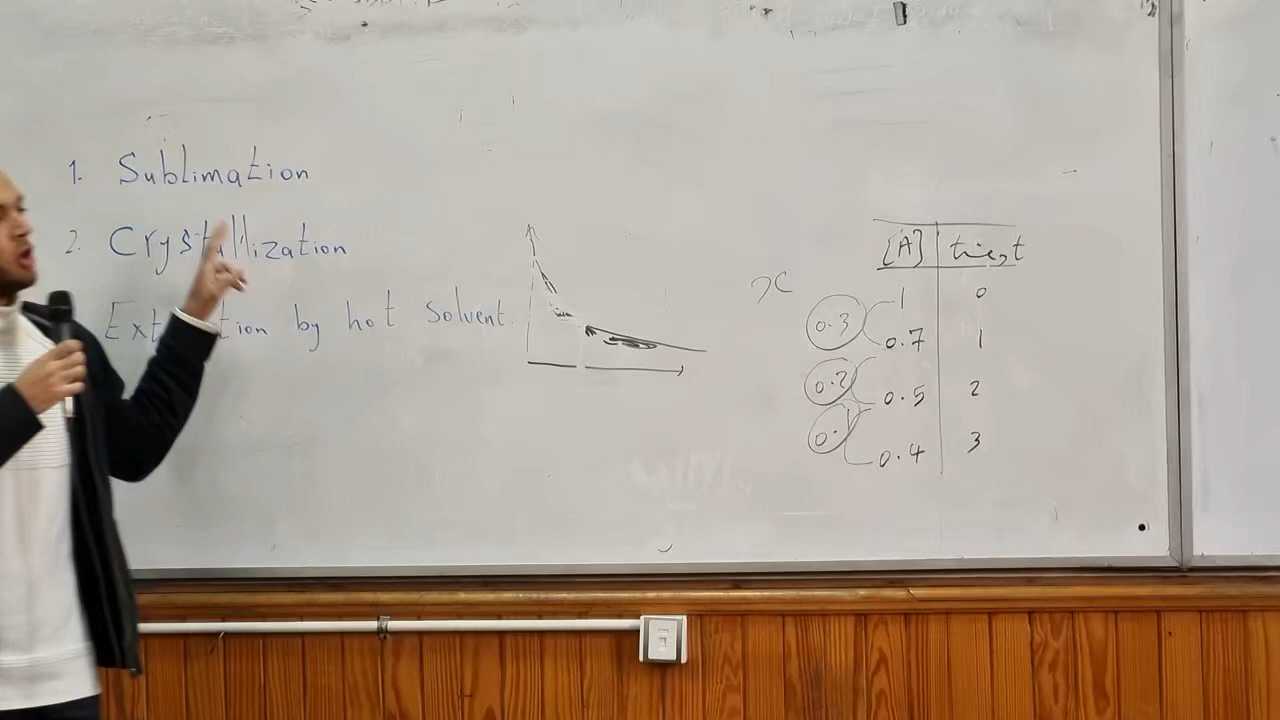 1. Sublimation
2. Crystallization
by hot solvent.
x
[A] time, t
1 0
0.3
0.7 1
0.2
0.5 2
0.1
0.4 3